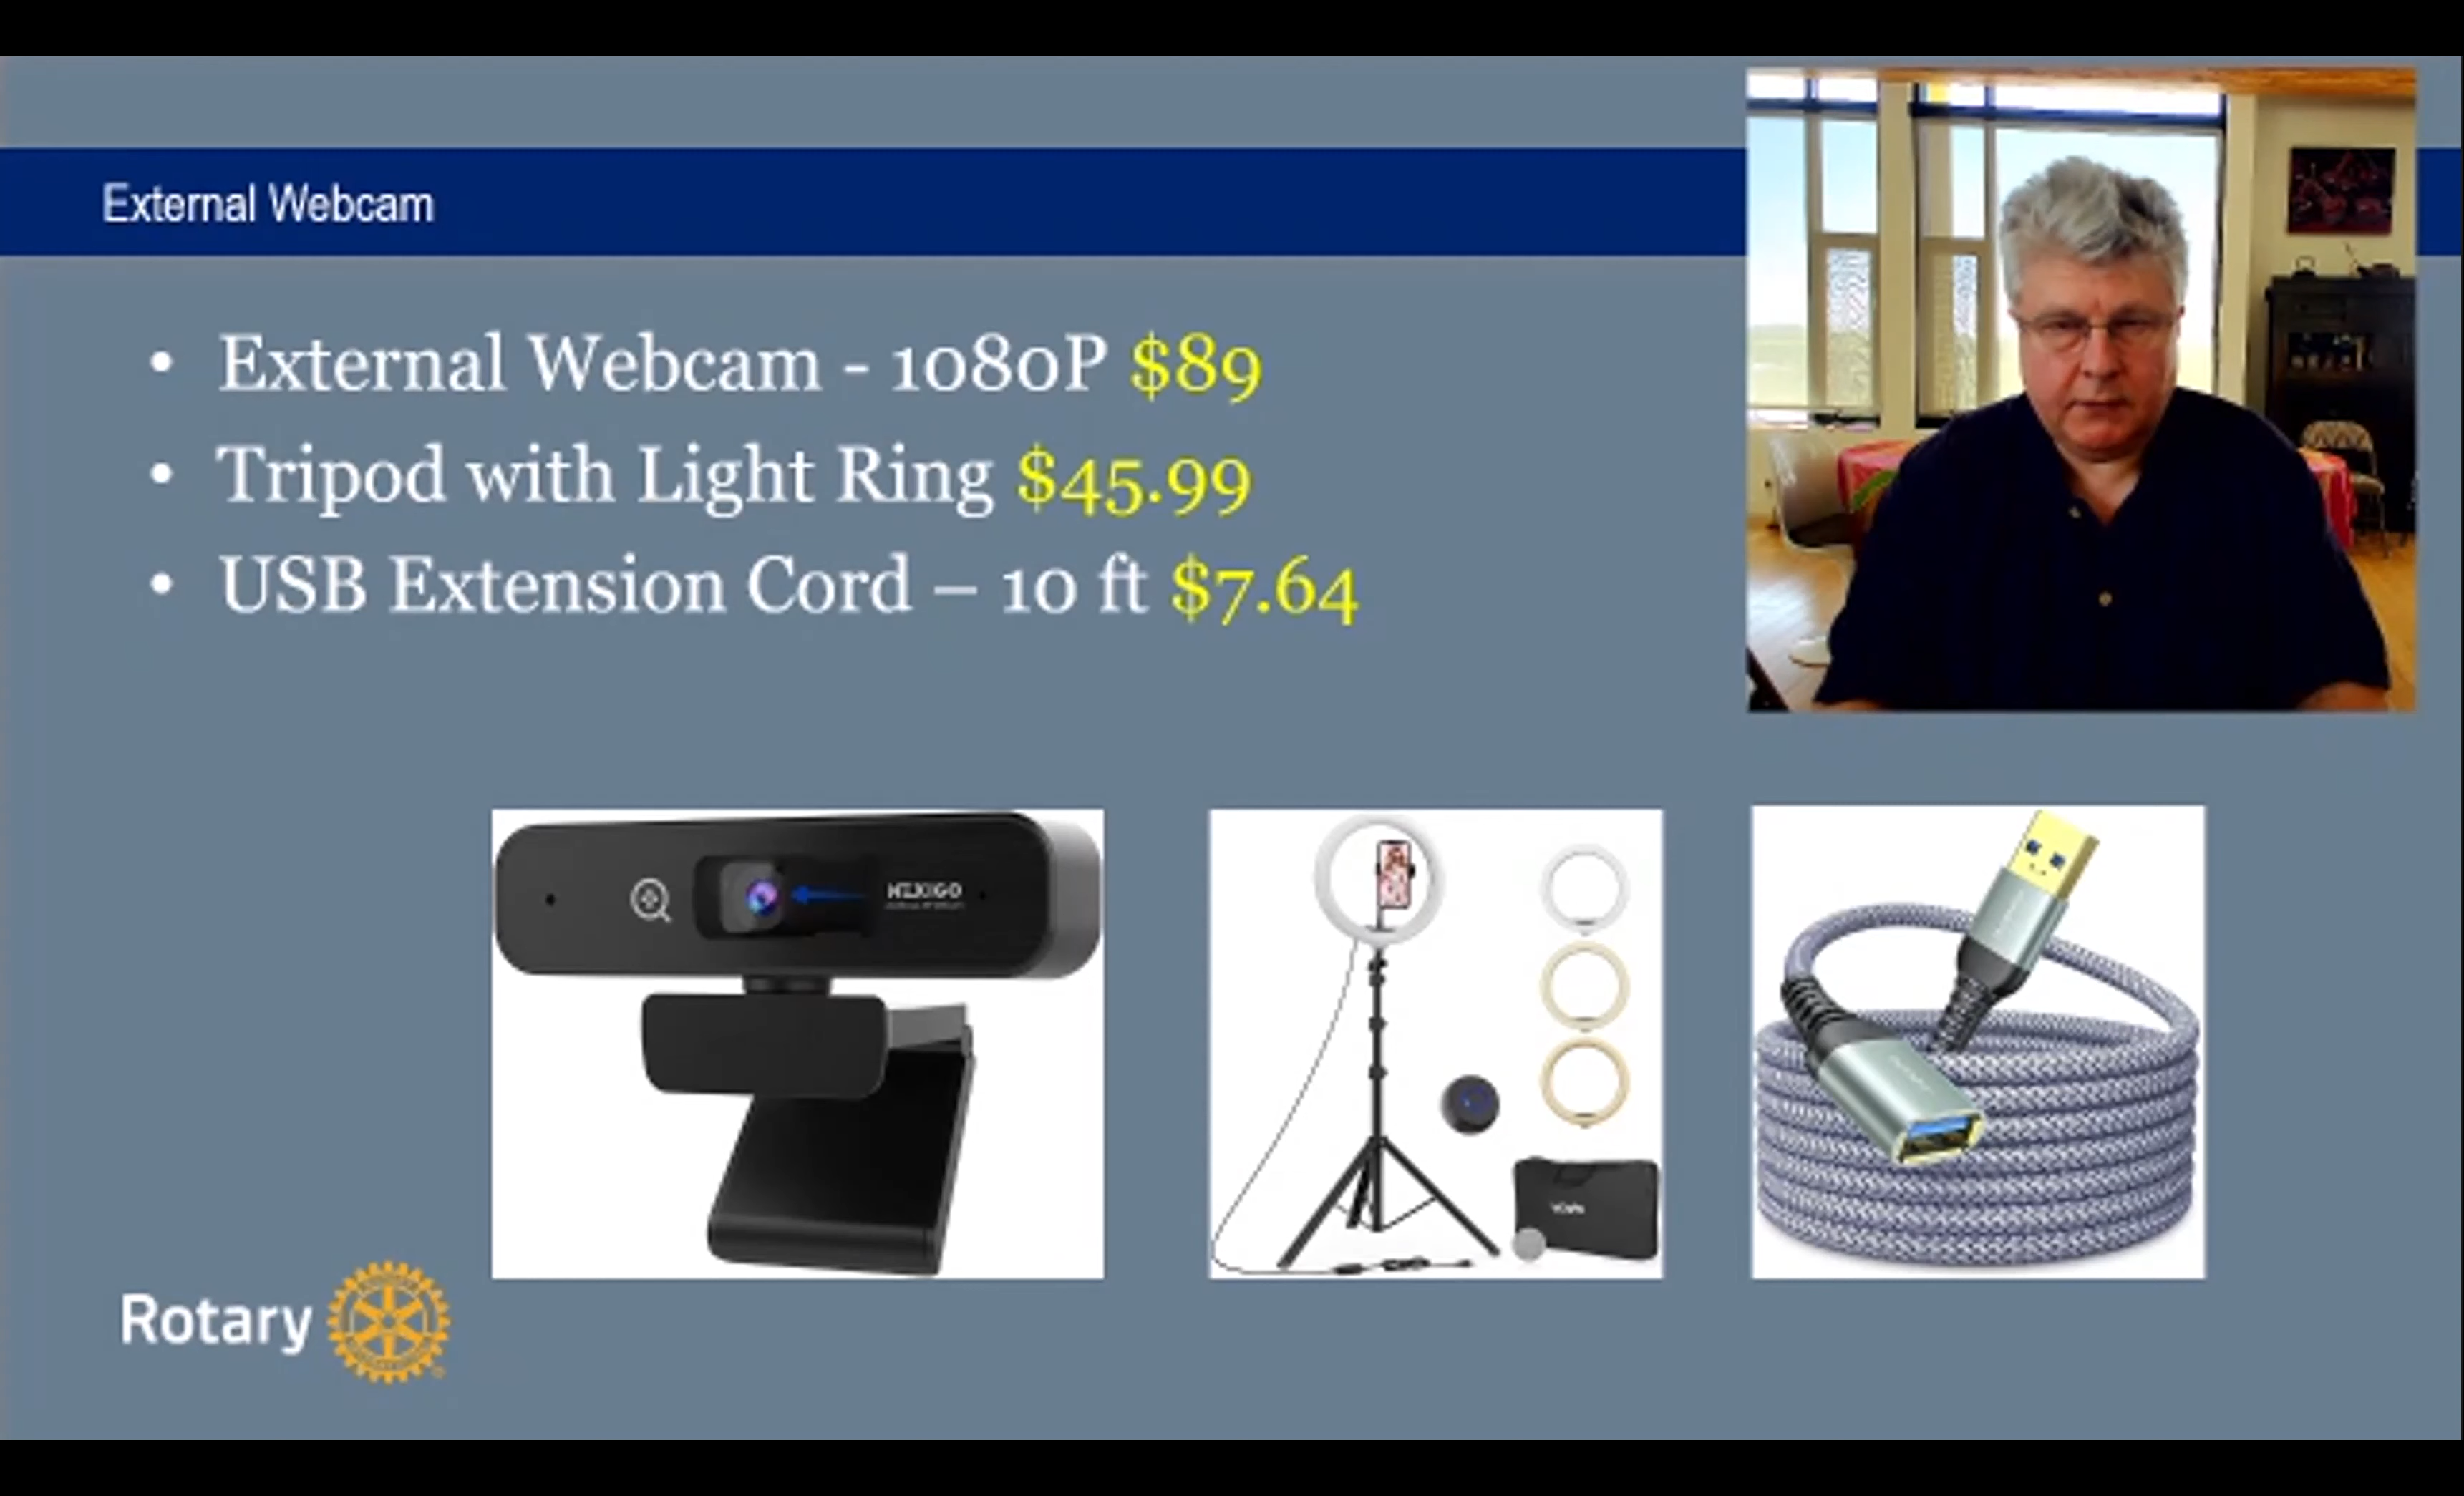 External Webcam
• External Webcam - 1080P $89
• Tripod with Light Ring $45.99
• USB Extension Cord – 10 ft $7.64
NEXIGO
Rotary